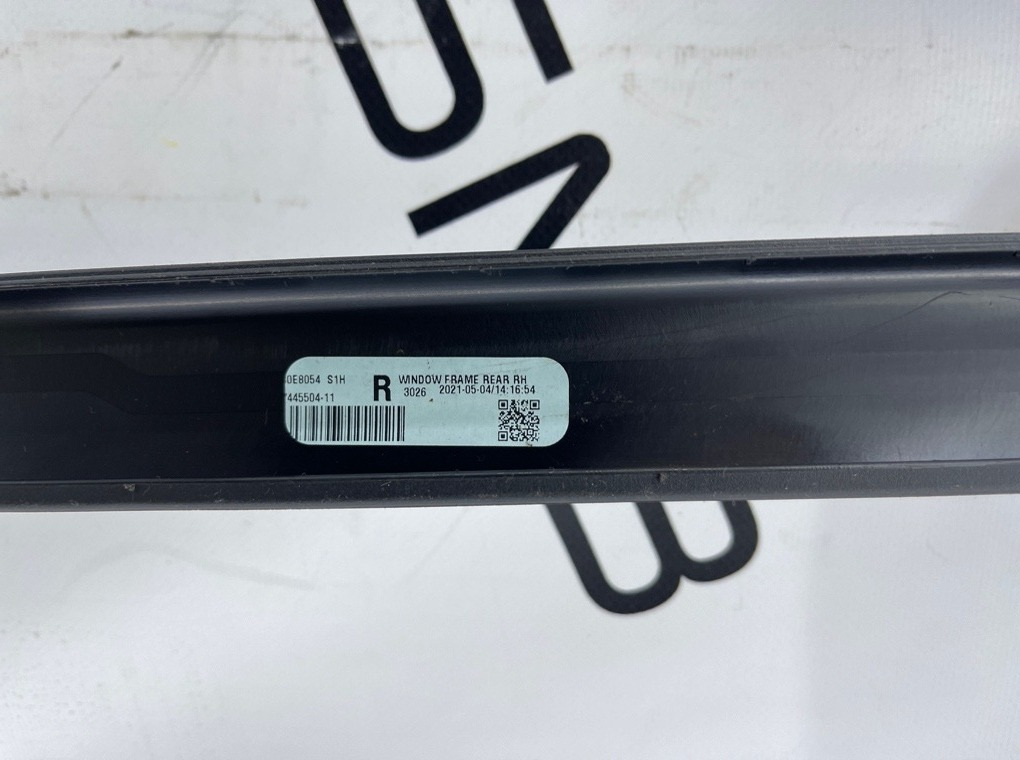 0E8054 S1H
R
WINDOW FRAME REAR RH
445504-11
3026 2021-05-04/14:16:54